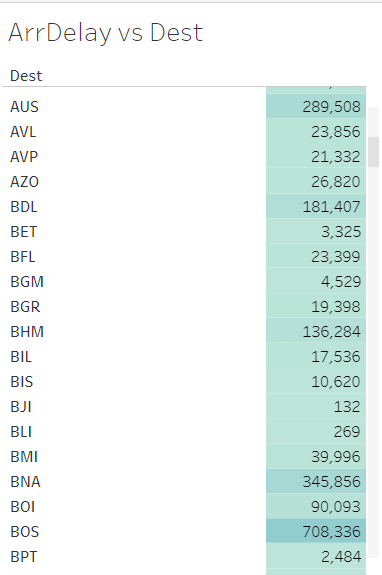 ArrDelay vs Dest
Dest
AUS 289,508
AVL 23,856
AVP 21,332
AZO 26,820
BDL 181,407
BET 3,325
BFL 23,399
BGM 4,529
BGR 19,398
BHM 136,284
BIL 17,536
BIS 10,620
BJI 132
BLI 269
BMI 39,996
BNA 345,856
BOI 90,093
BOS 708,336
BPT 2,484